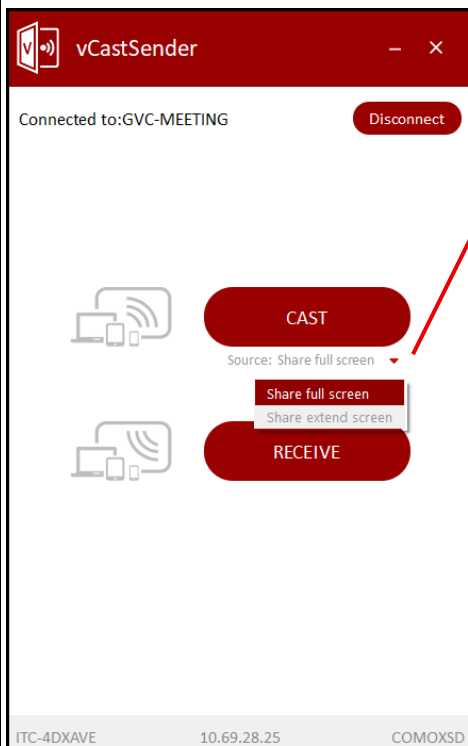 vCastSender
Connected to:GVC-MEETING Disconnect
CAST
Source: Share full screen
Share full screen
Share extend screen
RECEIVE
ITC-4DXAVE 10.69.28.25 COMOXSD